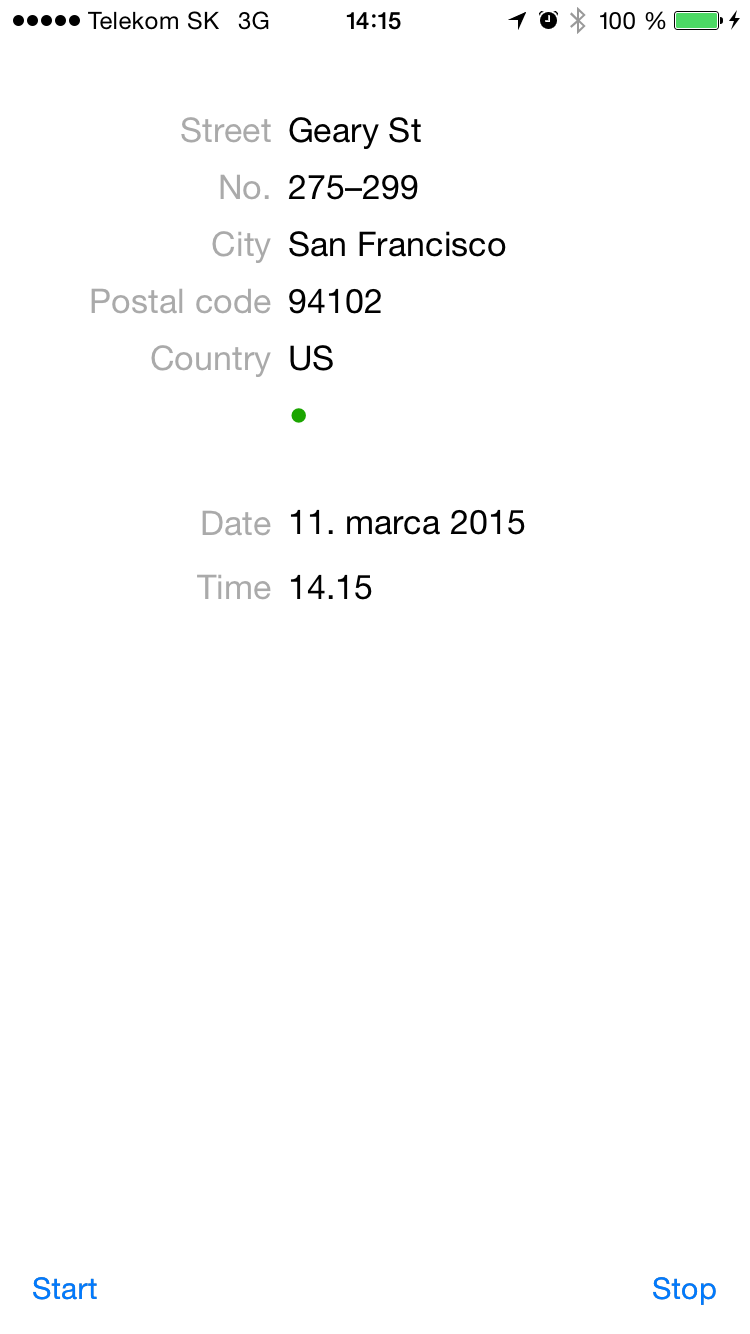 Telekom SK 3G 14:15 100 %
Street Geary St
No. 275–299
City San Francisco
Postal code 94102
Country US
Date 11. marca 2015
Time 14.15
Start Stop